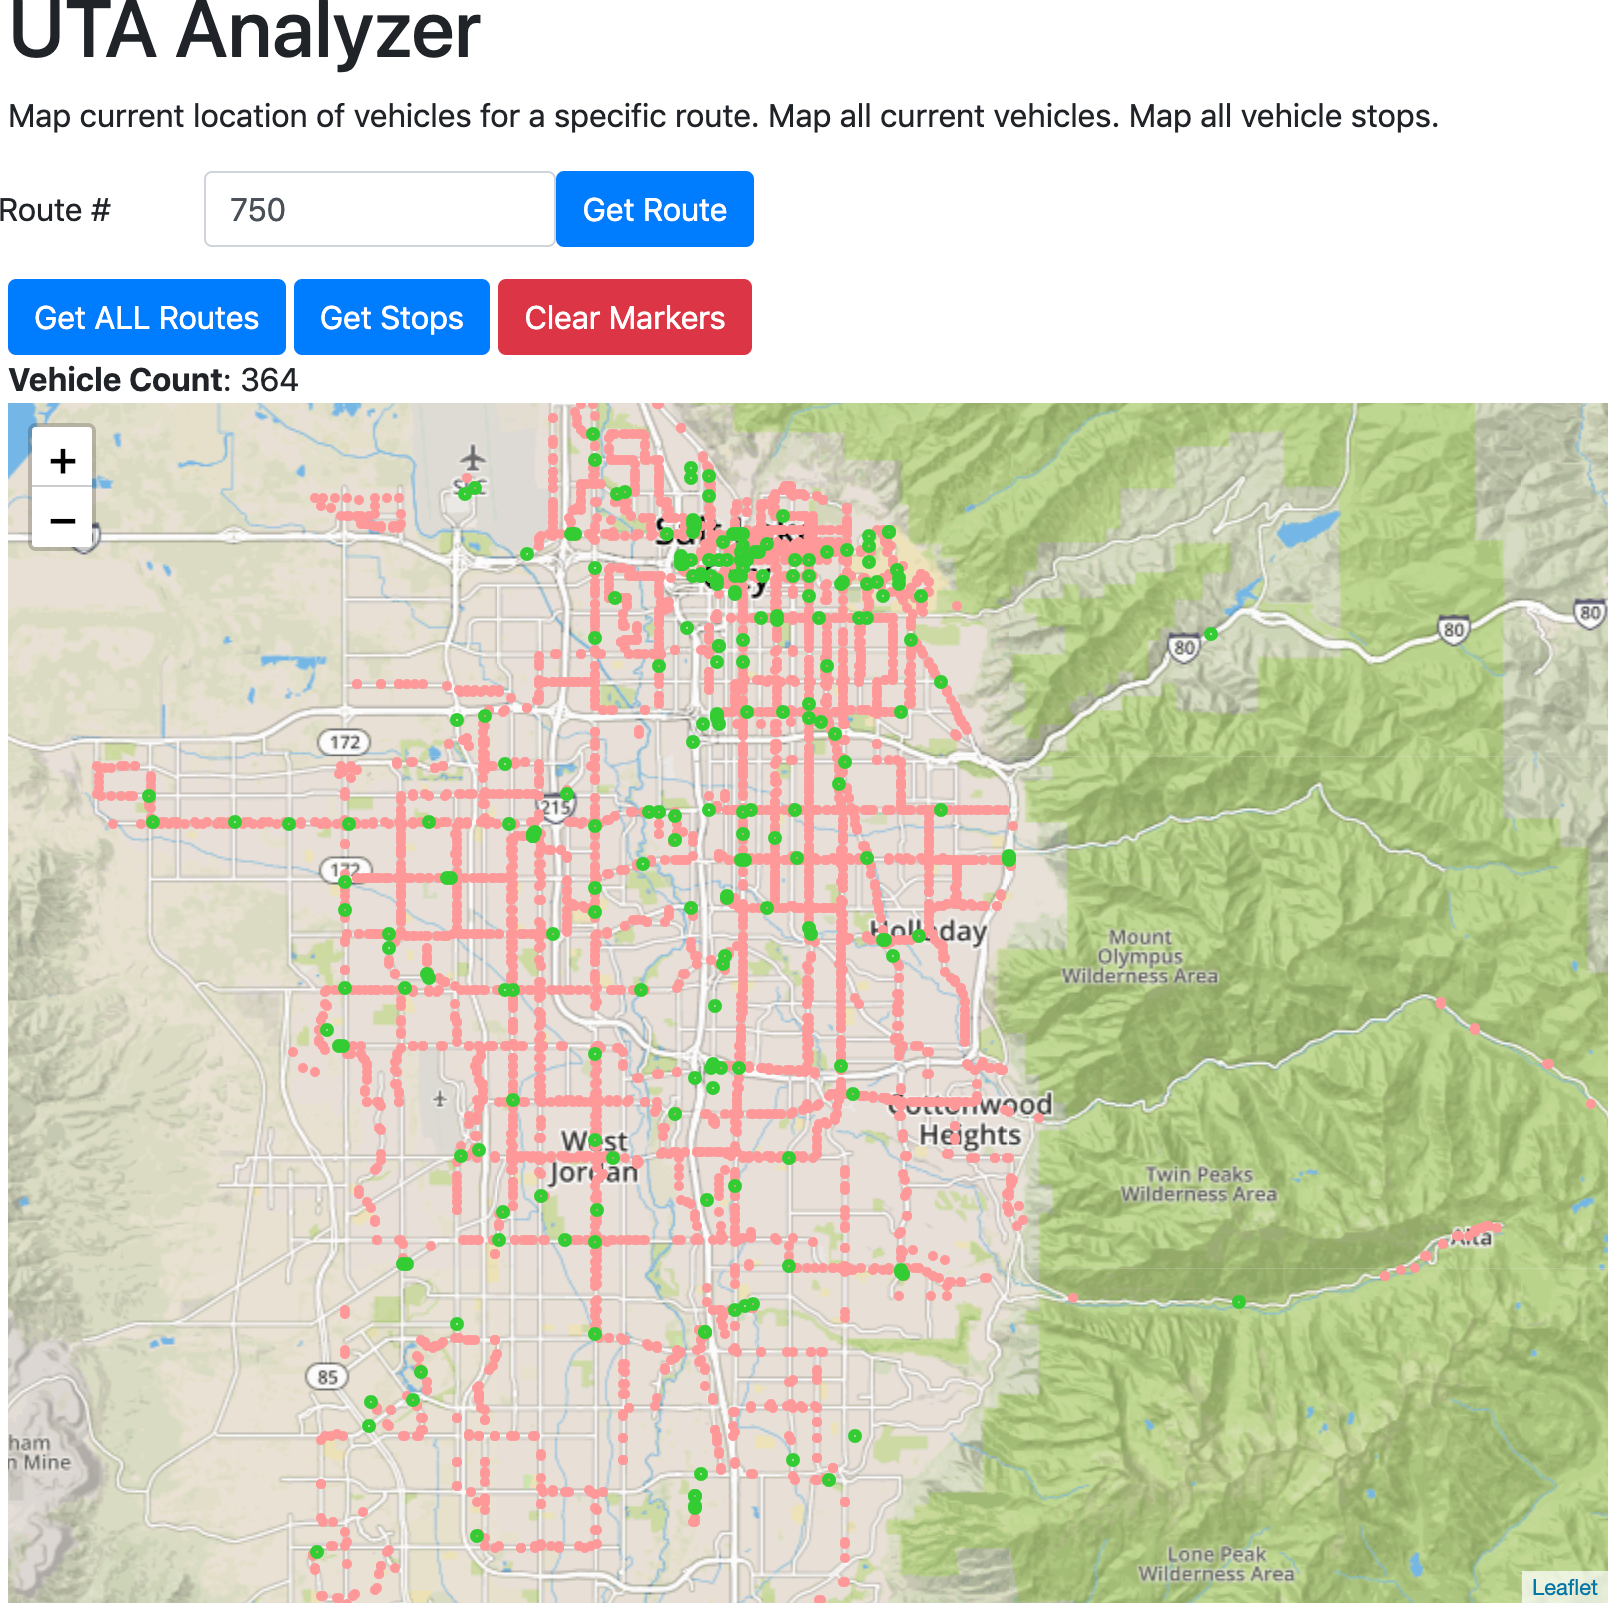 UTA Analyzer
Map current location of vehicles for a specific route. Map all current vehicles. Map all vehicle stops.
Route #
750
Get Route
Get ALL Routes
Get Stops
Clear Markers
Vehicle Count: 364
+
−
80
80
80
172
215
172
Holladay
Mount
Olympus
Wilderness Area
Cottonwood
Heights
West
Jordan
Twin Peaks
Wilderness Area
Alta
85
ham
n Mine
Lone Peak
Wilderness Area
Leaflet